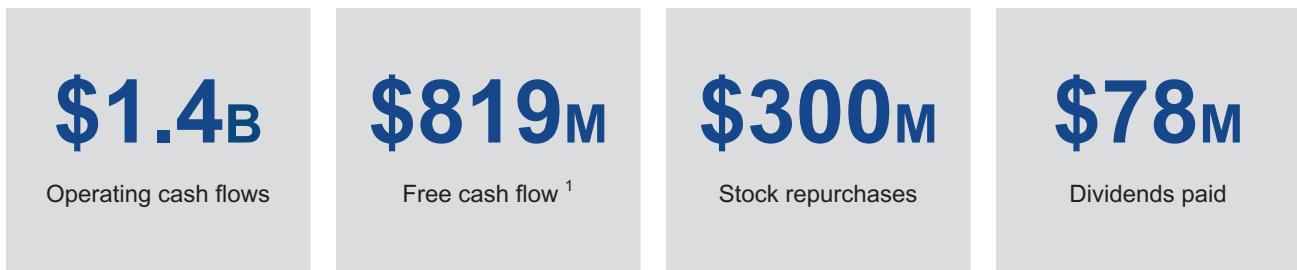 $1.4B
Operating cash flows
$819M
Free cash flow 1
$300M
Stock repurchases
$78M
Dividends paid